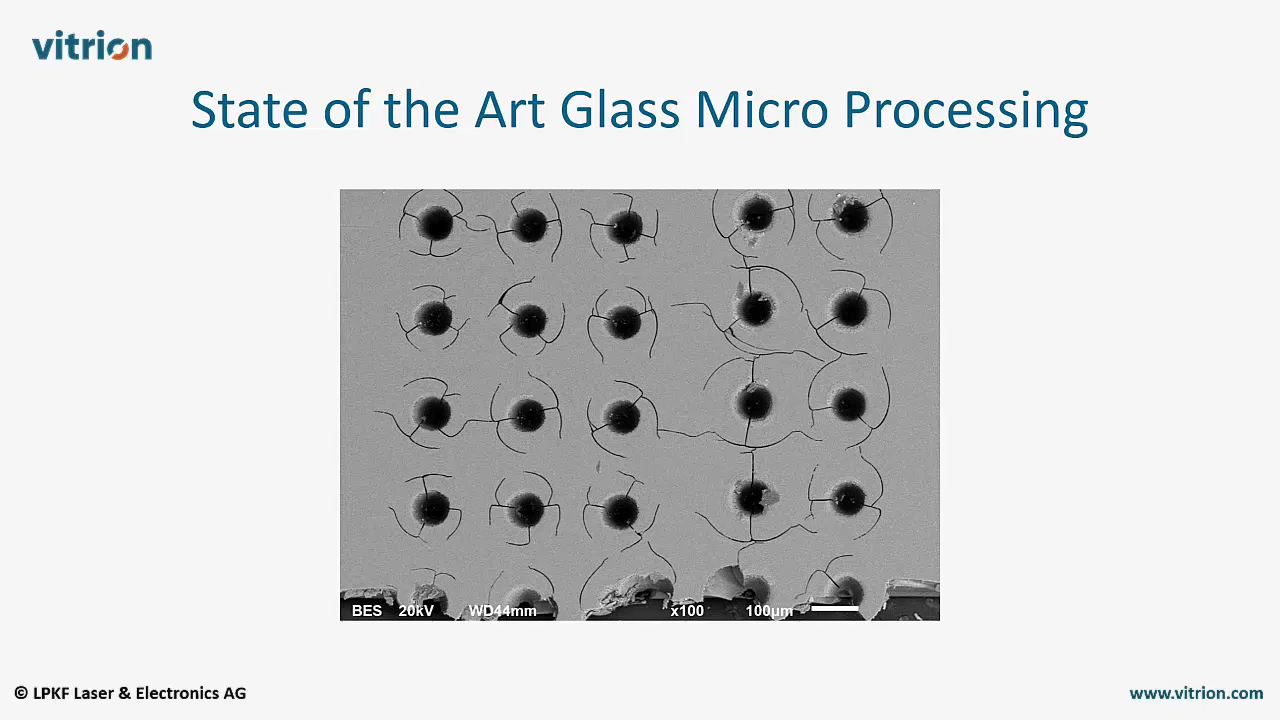 vitrion
State of the Art Glass Micro Processing
BES 20kV WD44mm x100 100µm
© LPKF Laser & Electronics AG
www.vitrion.com